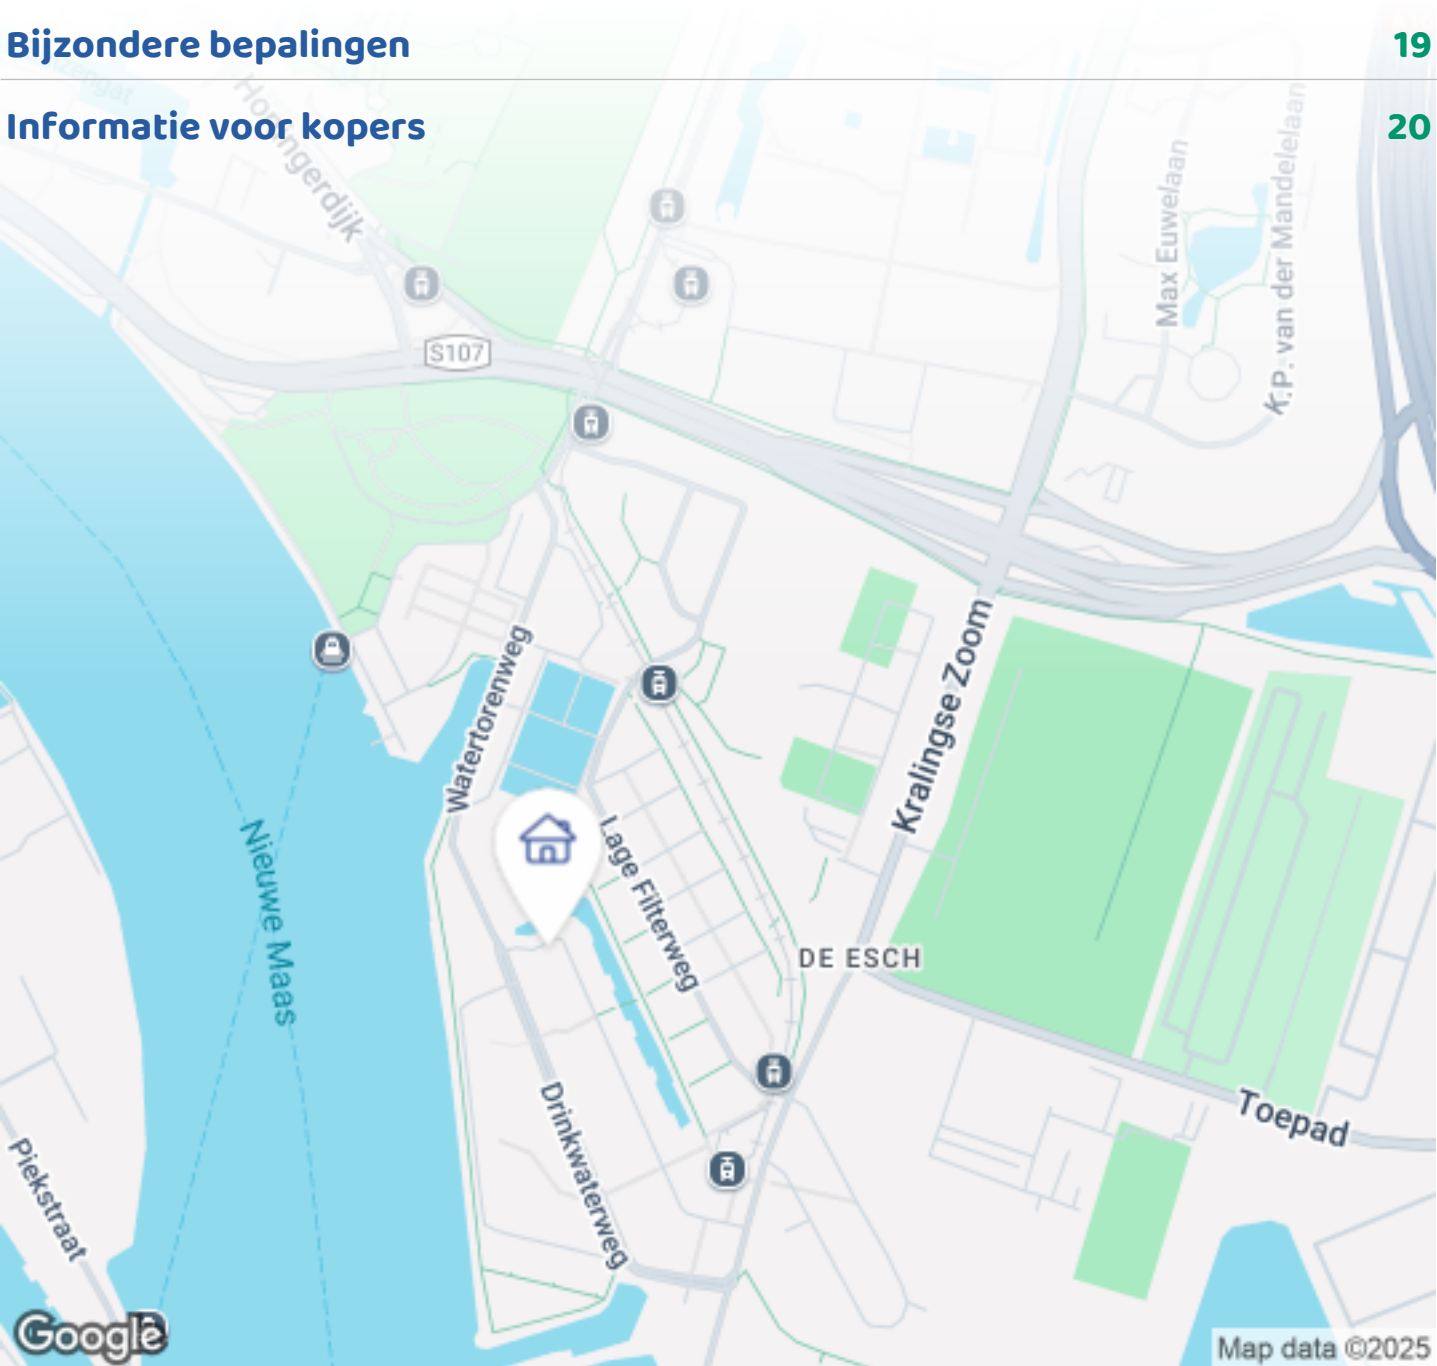 Bijzondere bepalingen 19
Informatie voor kopers 20
Honingerdijk
Max Euwelaan
K.P. van der Mandelelaan
S107
Watertorenweg
Kralingse Zoom
Nieuwe Maas
Lage Filterweg
DE ESCH
Drinkwaterweg
Toepad
Piekstraat
Google
Map data ©2025